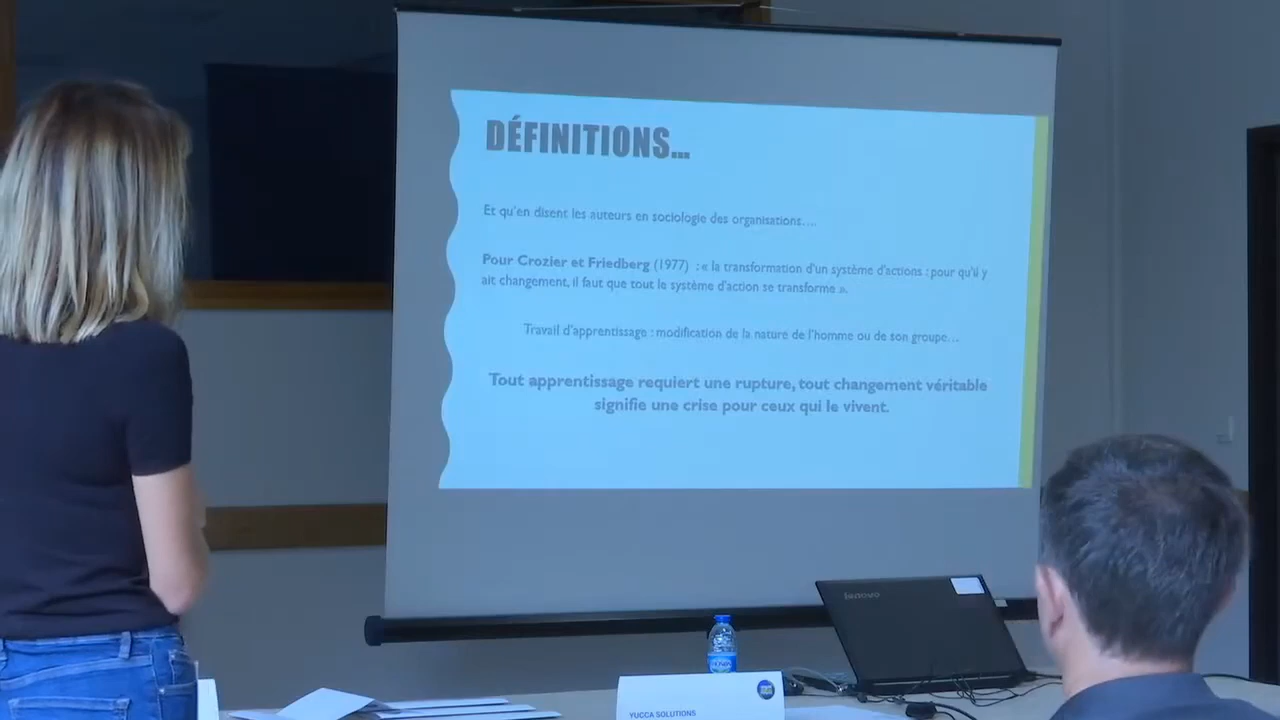 DÉFINITIONS...
Et qu'en disent les auteurs en sociologie des organisations....
Pour Crozier et Friedberg (1977) : « la transformation d'un système d'actions : pour qu'il y
ait changement, il faut que tout le système d'action se transforme ».
Travail d'apprentissage : modification de la nature de l'homme ou de son groupe...
Tout apprentissage requiert une rupture, tout changement véritable
signifie une crise pour ceux qui le vivent.
lenovo
YUCCA SOLUTIONS